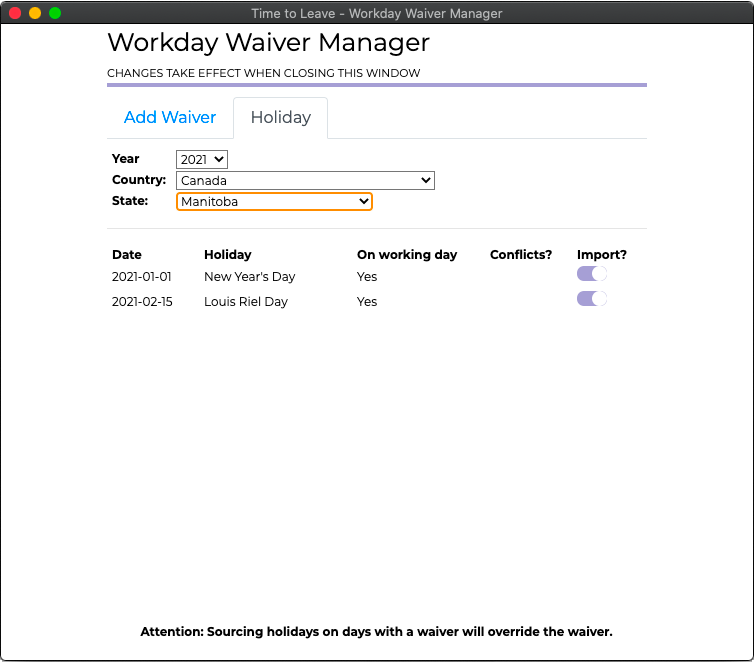 Time to Leave - Workday Waiver Manager
Workday Waiver Manager
CHANGES TAKE EFFECT WHEN CLOSING THIS WINDOW
Add Waiver Holiday
Year 2021
Country: Canada
State: Manitoba
Date Holiday On working day Conflicts? Import?
2021-01-01 New Year's Day Yes
2021-02-15 Louis Riel Day Yes
Attention: Sourcing holidays on days with a waiver will override the waiver.